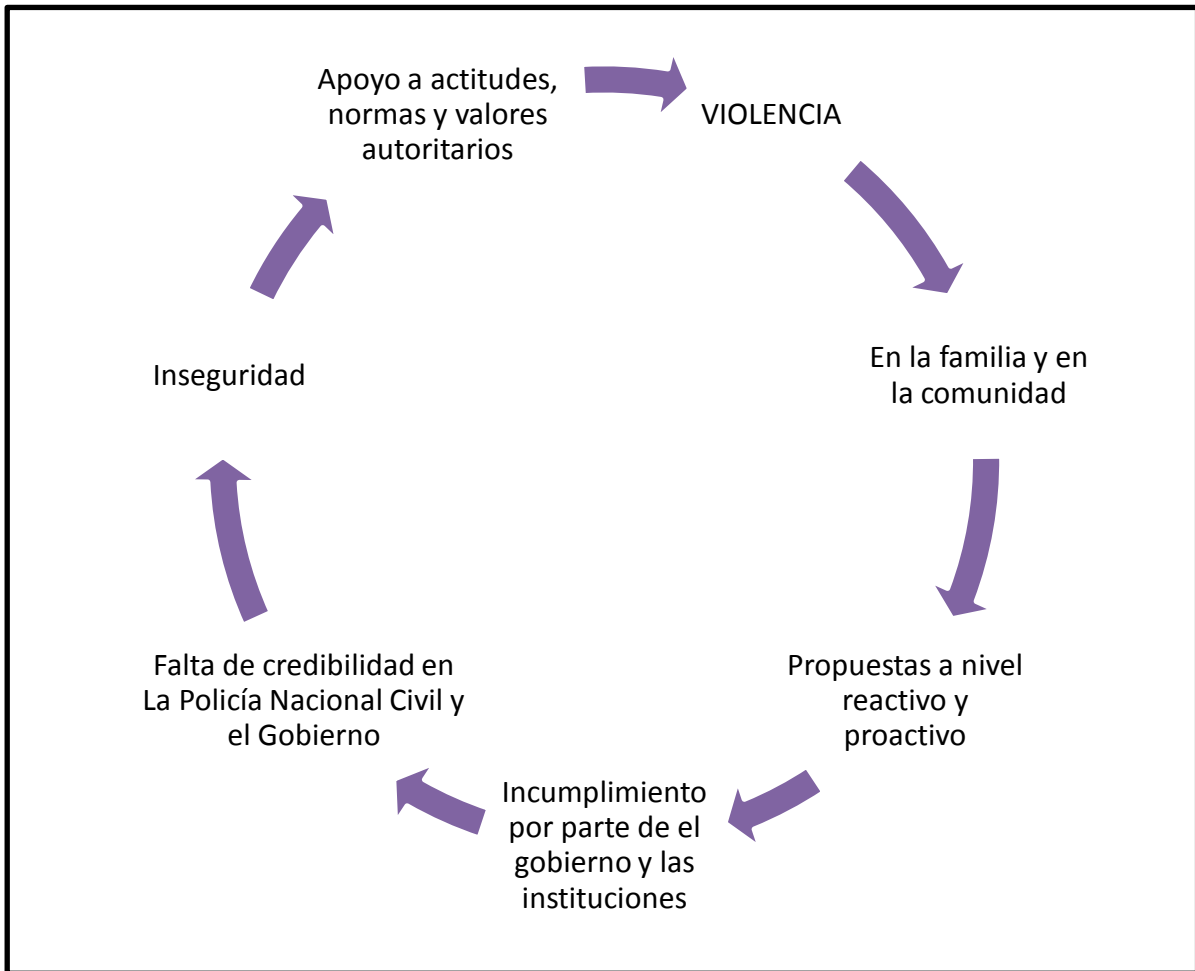 Apoyo a actitudes,
normas y valores
autoritarios
VIOLENCIA
En la familia y en
la comunidad
Propuestas a nivel
reactivo y
proactivo
Incumplimiento
por parte de el
gobierno y las
instituciones
Falta de credibilidad en
La Policía Nacional Civil y
el Gobierno
Inseguridad